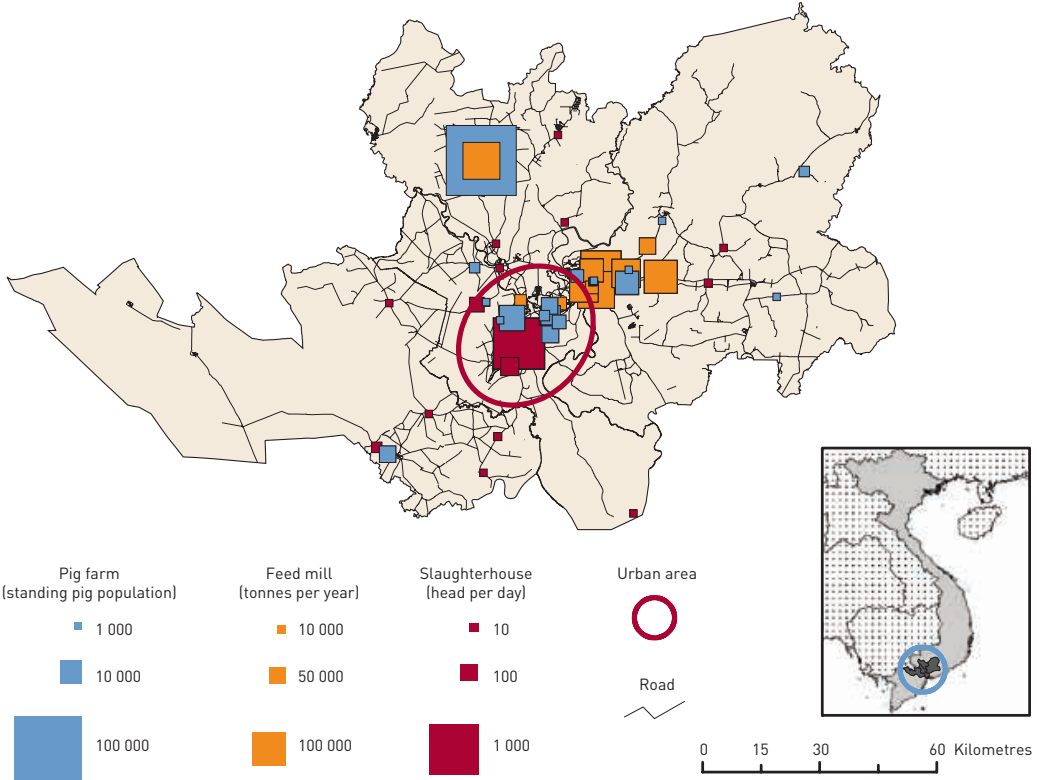 Pig farm
(standing pig population)
1 000
10 000
100 000
Feed mill
(tonnes per year)
10 000
50 000
100 000
Slaughterhouse
(head per day)
10
100
1 000
Urban area
Road
0 15 30 60 Kilometres